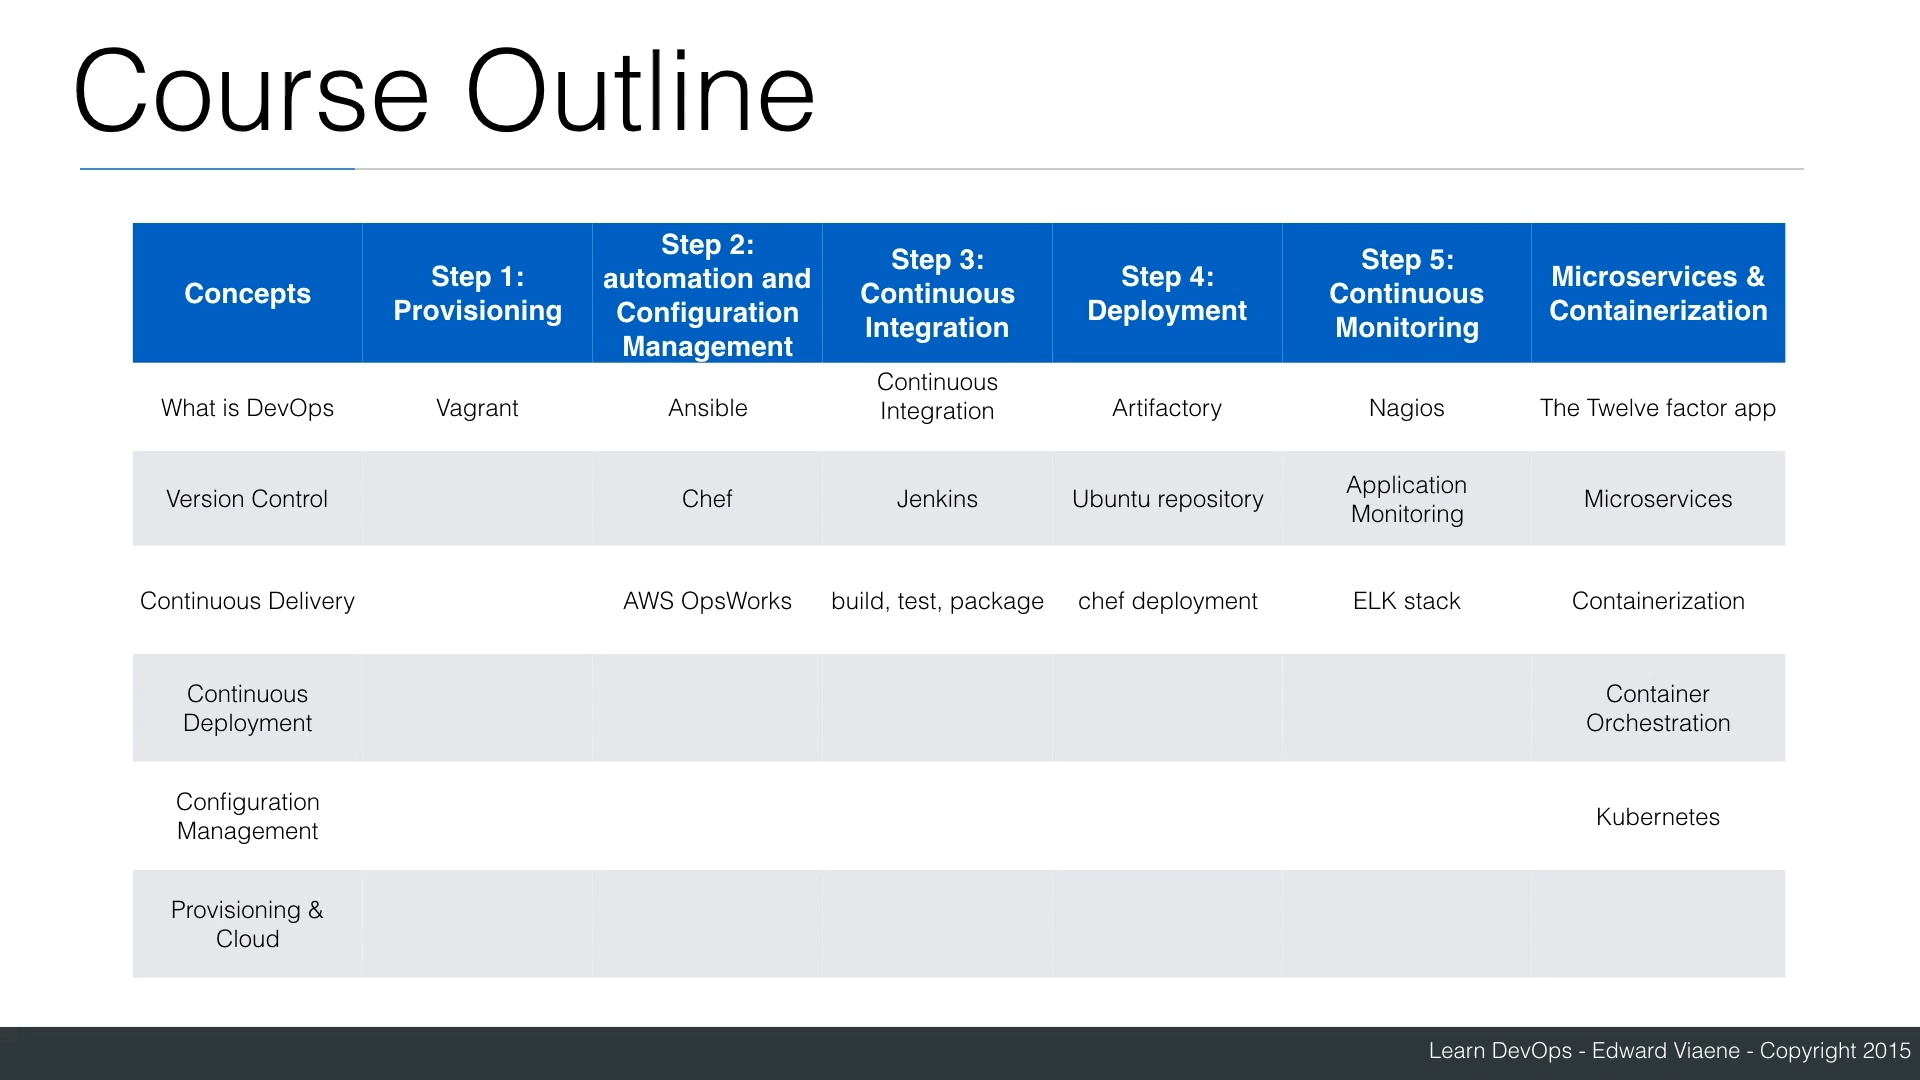 Course Outline
Concepts
Step 1:
Provisioning
Step 2:
automation and
Configuration
Management
Step 3:
Continuous
Integration
Step 4:
Deployment
Step 5:
Continuous
Monitoring
Microservices &
Containerization
What is DevOps
Vagrant
Ansible
Continuous
Integration
Artifactory
Nagios
The Twelve factor app
Version Control
Chef
Jenkins
Ubuntu repository
Application
Monitoring
Microservices
Continuous Delivery
AWS OpsWorks
build, test, package
chef deployment
ELK stack
Containerization
Continuous
Deployment
Container
Orchestration
Configuration
Management
Kubernetes
Provisioning &
Cloud
Learn DevOps - Edward Viaene - Copyright 2015